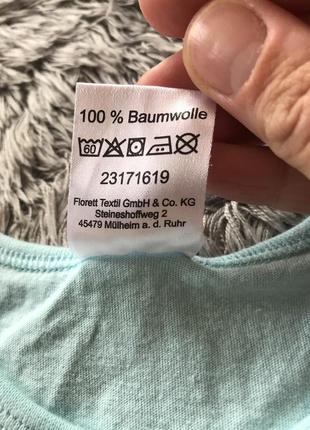 100 % Baumwolle
60
23171619
Florett Textil GmbH & Co. KG
Steineshoffweg 2
45479 Mülheim a. d. Ruhr